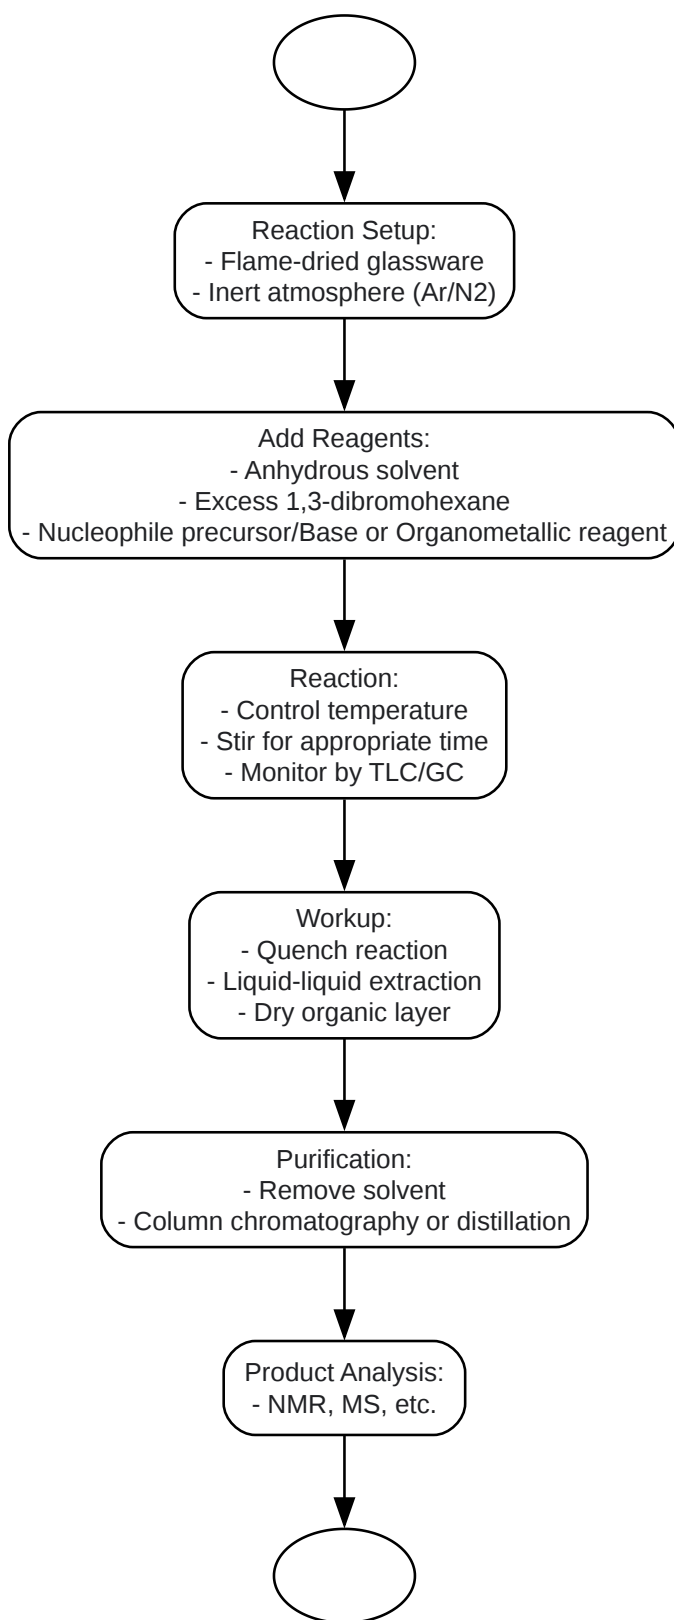 Reaction Setup:
- Flame-dried glassware
- Inert atmosphere (Ar/N2)
Add Reagents:
- Anhydrous solvent
- Excess 1,3-dibromohexane
- Nucleophile precursor/Base or Organometallic reagent
Reaction:
- Control temperature
- Stir for appropriate time
- Monitor by TLC/GC
Workup:
- Quench reaction
- Liquid-liquid extraction
- Dry organic layer
Purification:
- Remove solvent
- Column chromatography or distillation
Product Analysis:
- NMR, MS, etc.